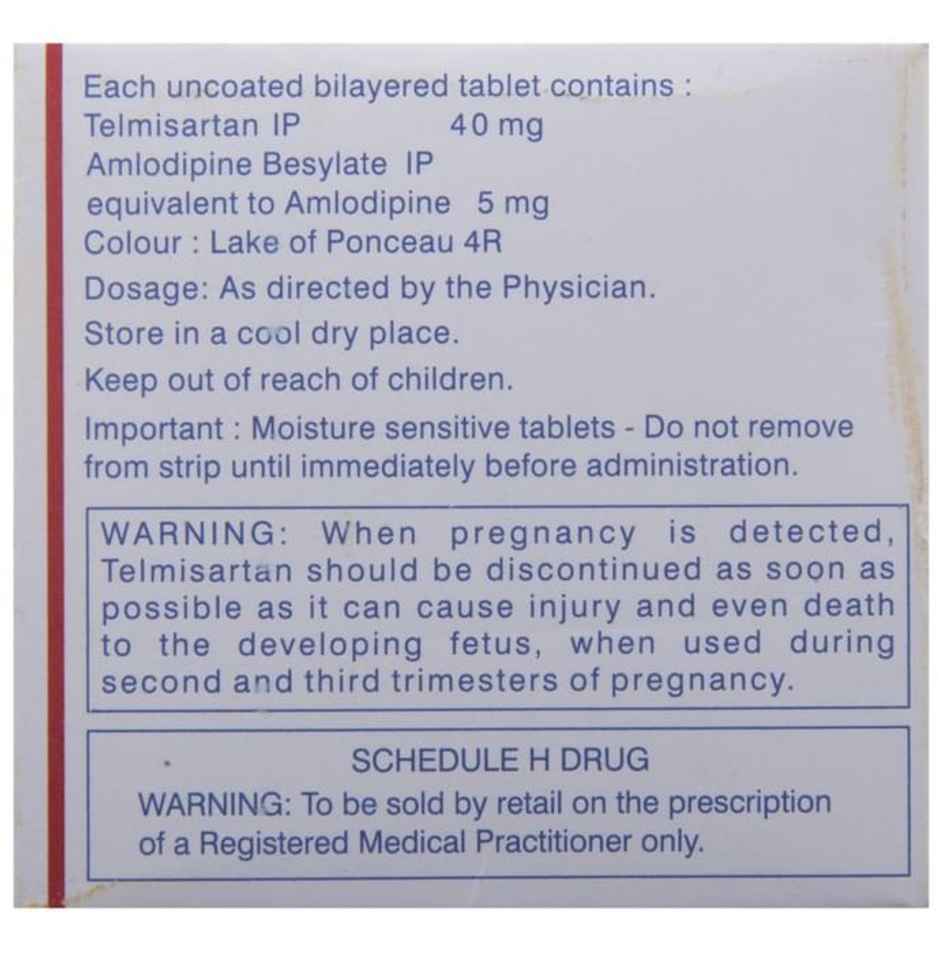 Each uncoated bilayered tablet contains :
Telmisartan IP 40 mg
Amlodipine Besylate IP
equivalent to Amlodipine 5 mg
Colour : Lake of Ponceau 4R
Dosage: As directed by the Physician.
Store in a cool dry place.
Keep out of reach of children.
Important : Moisture sensitive tablets - Do not remove
from strip until immediately before administration.
WARNING: When pregnancy is detected,
Telmisartan should be discontinued as soon as
possible as it can cause injury and even death
to the developing fetus, when used during
second and third trimesters of pregnancy.
SCHEDULE H DRUG
WARNING: To be sold by retail on the prescription
of a Registered Medical Practitioner only.